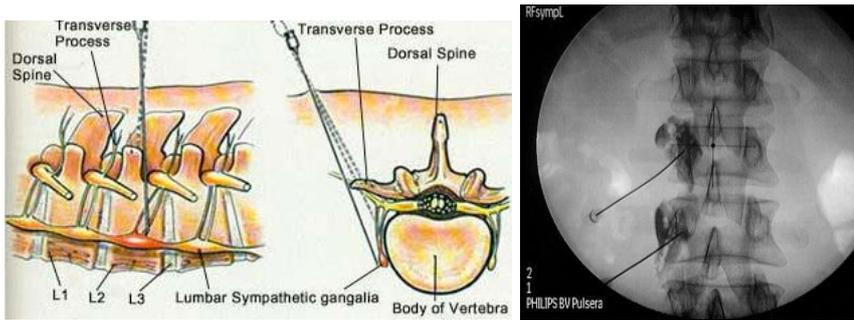 Transverse
Process
Dorsal
Spine
L1
L2
L3
Lumbar Sympathetic gangalia
Transverse Process
Dorsal Spine
Body of Vertebra
RFsympL
2
1
PHILIPS BV Pulsera